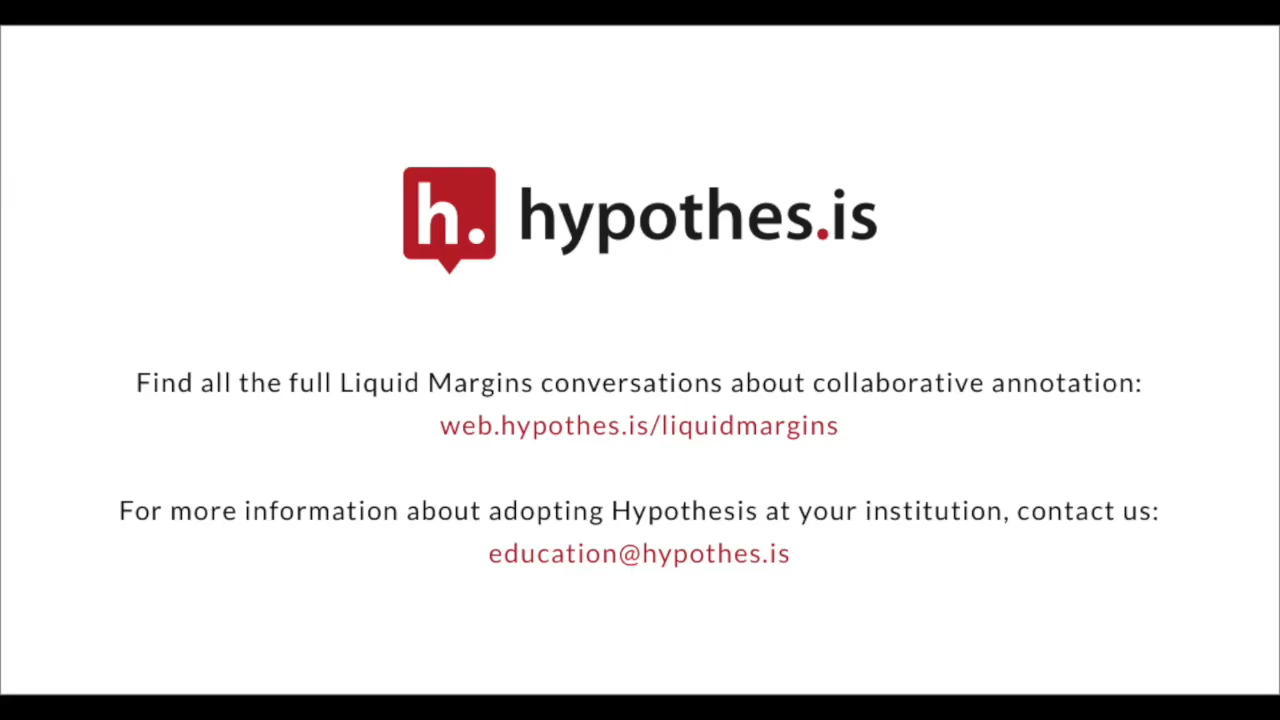 h. hypothes.is
Find all the full Liquid Margins conversations about collaborative annotation:
web.hypothes.is/liquidmargins
For more information about adopting Hypothesis at your institution, contact us:
education@hypothes.is